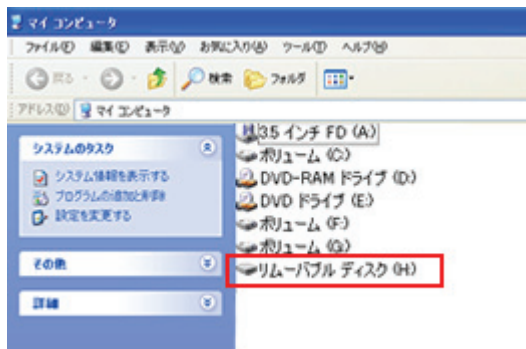 マイ コンピュータ
ファイル(F) 編集(E) 表示(V) お気に入り(A) ツール(T) ヘルプ(H)
戻る 検索 フォルダ
アドレス(D) マイ コンピュータ
システムのタスク
システム情報を表示する
プログラムの追加と削除
設定を変更する
その他
詳細
3.5 インチ FD (A:)
ボリューム (C:)
DVD-RAM ドライブ (D:)
DVD ドライブ (E:)
ボリューム (F:)
ボリューム (G:)
リムーバブル ディスク (H:)